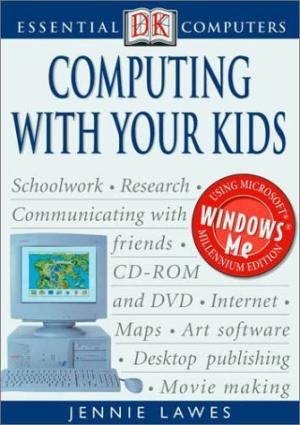 ESSENTIAL DK COMPUTERS
COMPUTING
WITH YOUR KIDS
Schoolwork • Research •
Communicating with
friends •
CD-ROM
and DVD • Internet •
Maps • Art software
• Desktop publishing
• Movie making
USING MICROSOFT®
WINDOWS®
Me
MILLENNIUM EDITION
JENNIE LAWES